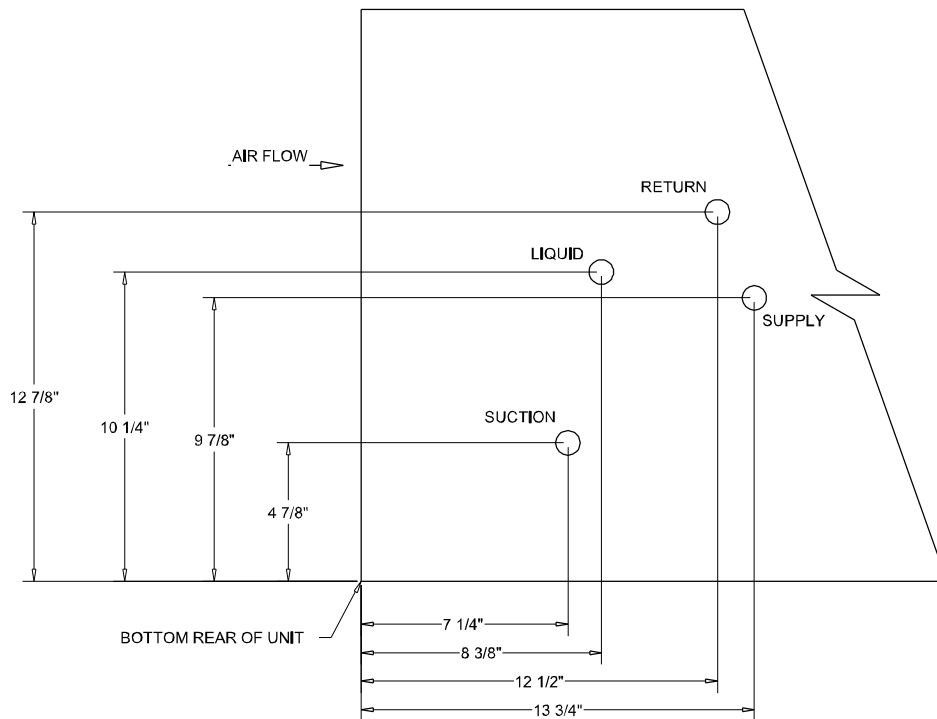 AIR FLOW
RETURN
LIQUID
SUPPLY
12 7/8"
10 1/4"
SUCTION
9 7/8"
4 7/8"
7 1/4"
BOTTOM REAR OF UNIT
8 3/8"
12 1/2"
13 3/4"